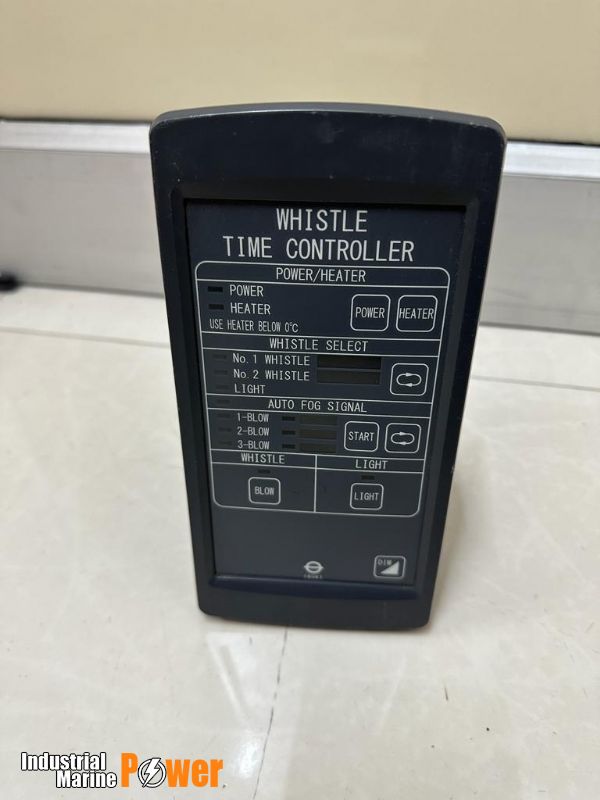 WHISTLE
TIME CONTROLLER
POWER/HEATER
POWER
HEATER
USE HEATER BELOW 0°C
POWER
HEATER
WHISTLE SELECT
No.1 WHISTLE
No.2 WHISTLE
LIGHT
AUTO FOG SIGNAL
1-BLOW
2-BLOW
3-BLOW
START
WHISTLE
LIGHT
BLOW
LIGHT
DIM
Industrial
Marine Power